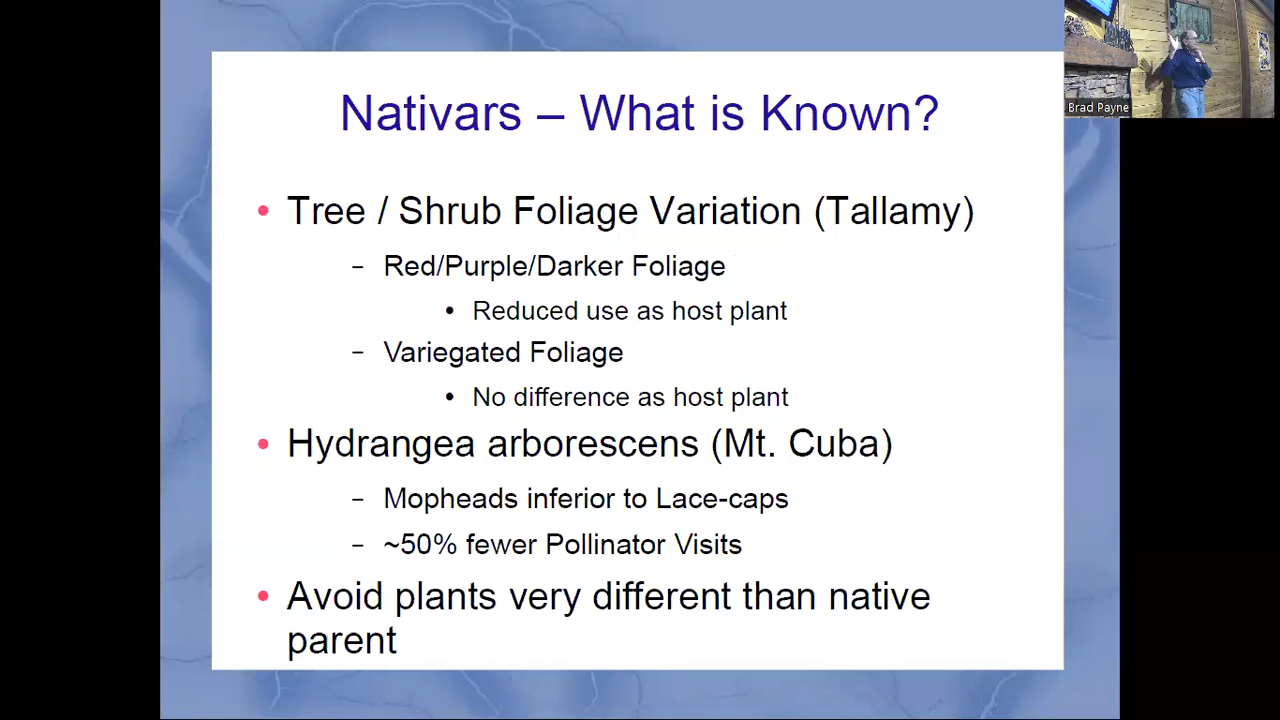 Nativars – What is Known?
• Tree / Shrub Foliage Variation (Tallamy)
– Red/Purple/Darker Foliage
• Reduced use as host plant
– Variegated Foliage
• No difference as host plant
• Hydrangea arborescens (Mt. Cuba)
– Mopheads inferior to Lace-caps
– ~50% fewer Pollinator Visits
• Avoid plants very different than native
parent
Brad Payne